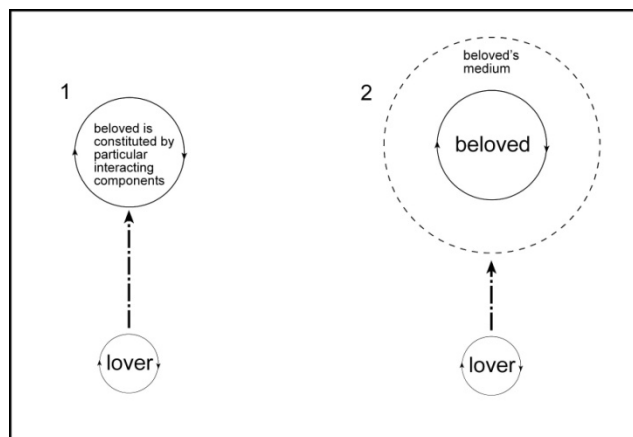 1
beloved is
constituted by
particular
interacting
components
lover
2
beloved's
medium
beloved
lover